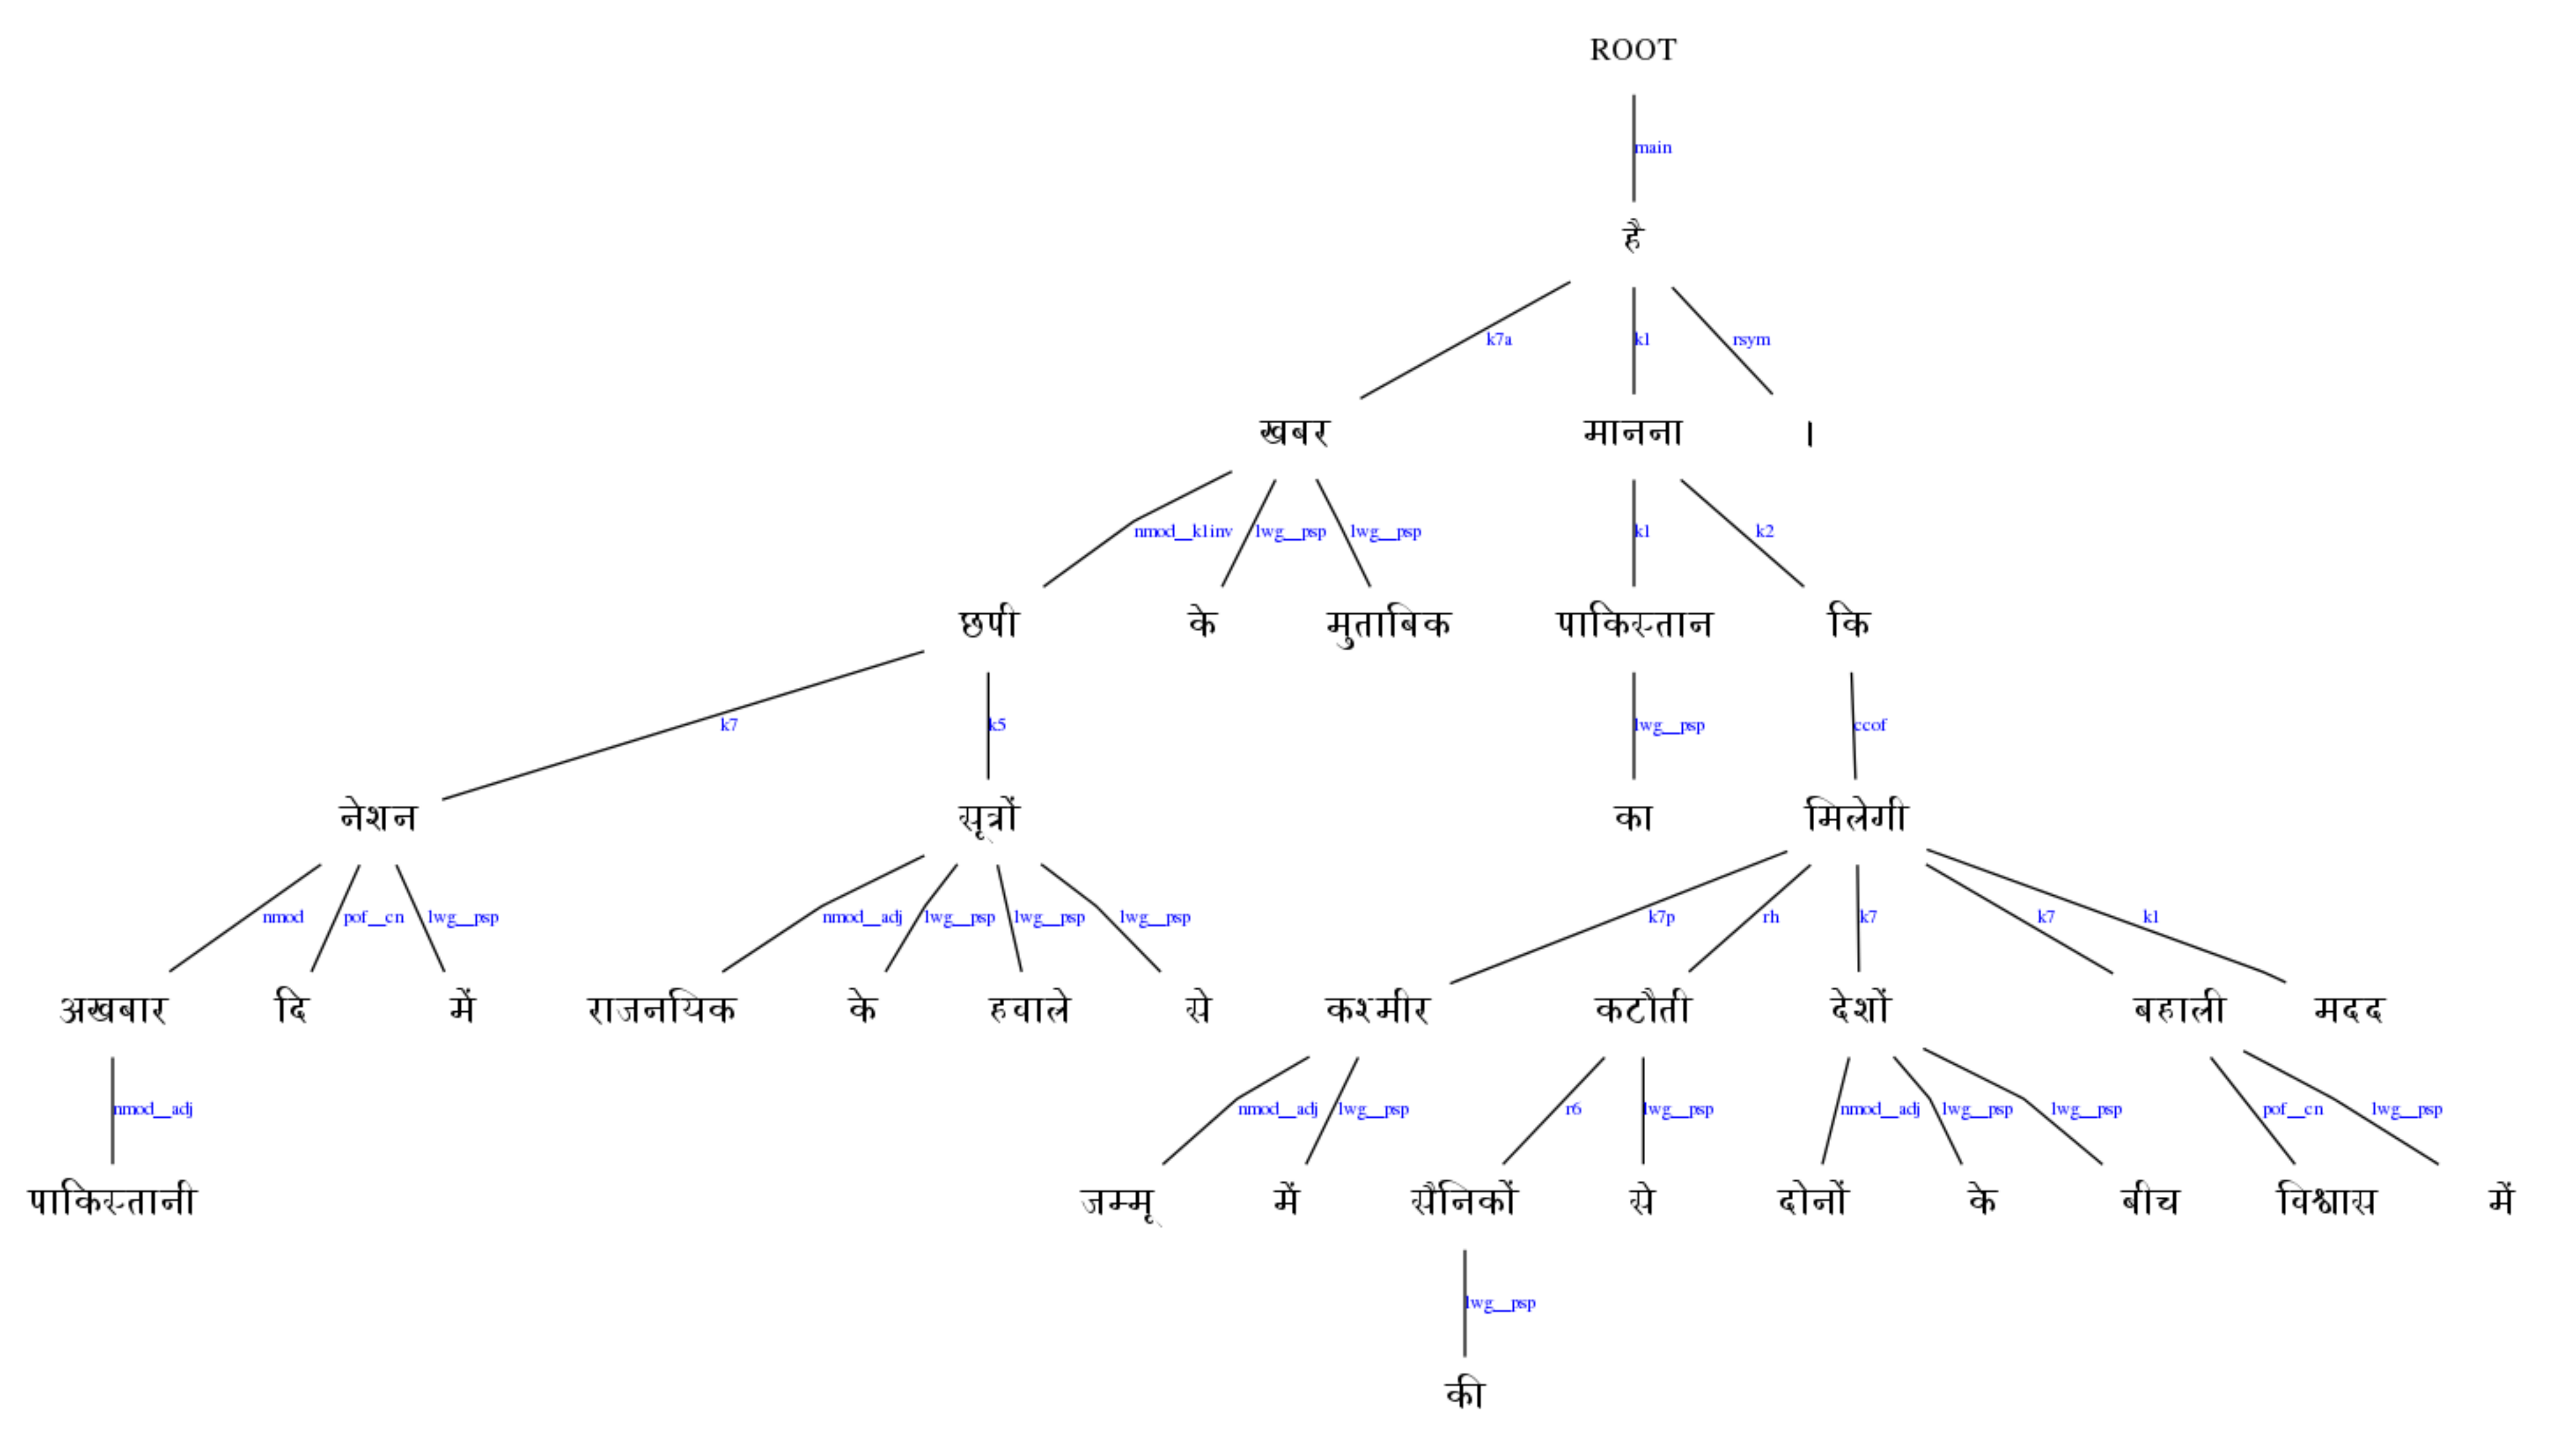 ROOT
main
है
k7a k1 rsym
खबर मानना ।
nmod__k1inv lwg__psp lwg__psp k1 k2
छपी के मुताबिक पाकिस्तान कि
k7 k5 lwg__psp ccof
नेशन सूत्रों का मिलेगी
nmod pof__cn lwg__psp nmod__adj lwg__psp lwg__psp lwg__psp k7p rh k7 k7 k1
अखबार दि में राजनयिक के हवाले से कश्मीर कटौती देशों बहाली मदद
nmod__adj nmod__adj lwg__psp r6 lwg__psp nmod__adj lwg__psp lwg__psp pof__cn lwg__psp
पाकिस्तानी जम्मू में सैनिकों से दोनों के बीच विश्वास में
lwg__psp
की